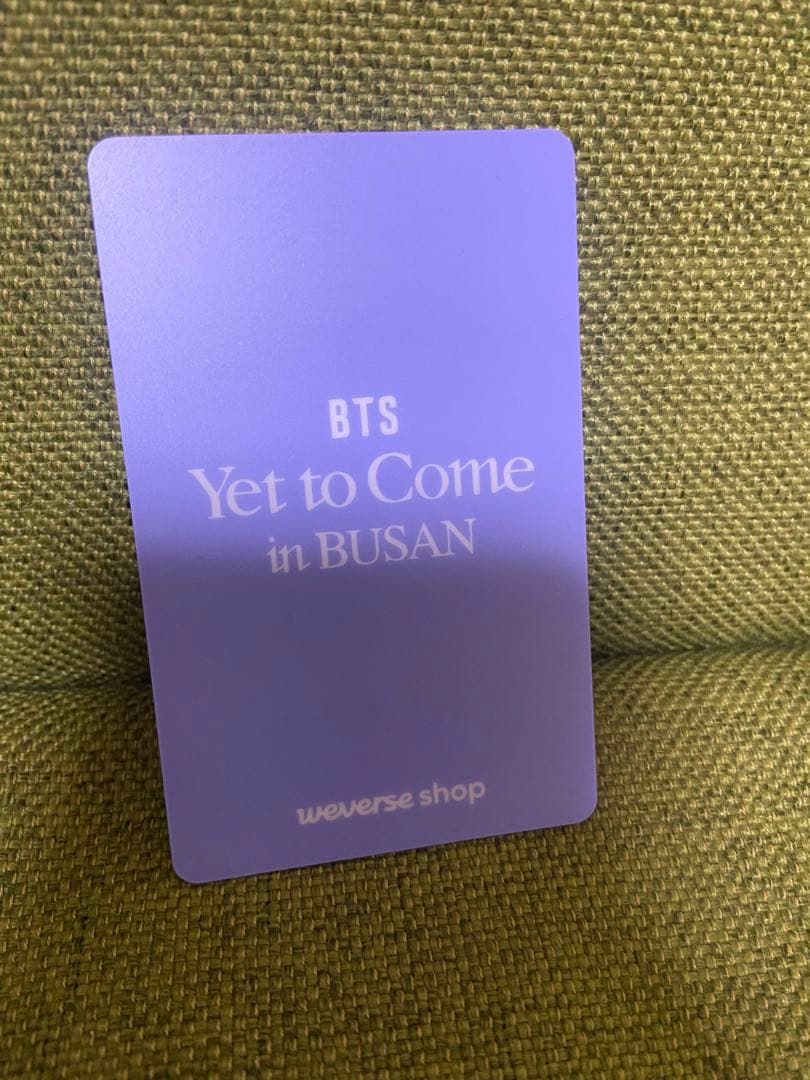 BTS
Yet to Come
in BUSAN
weverse shop